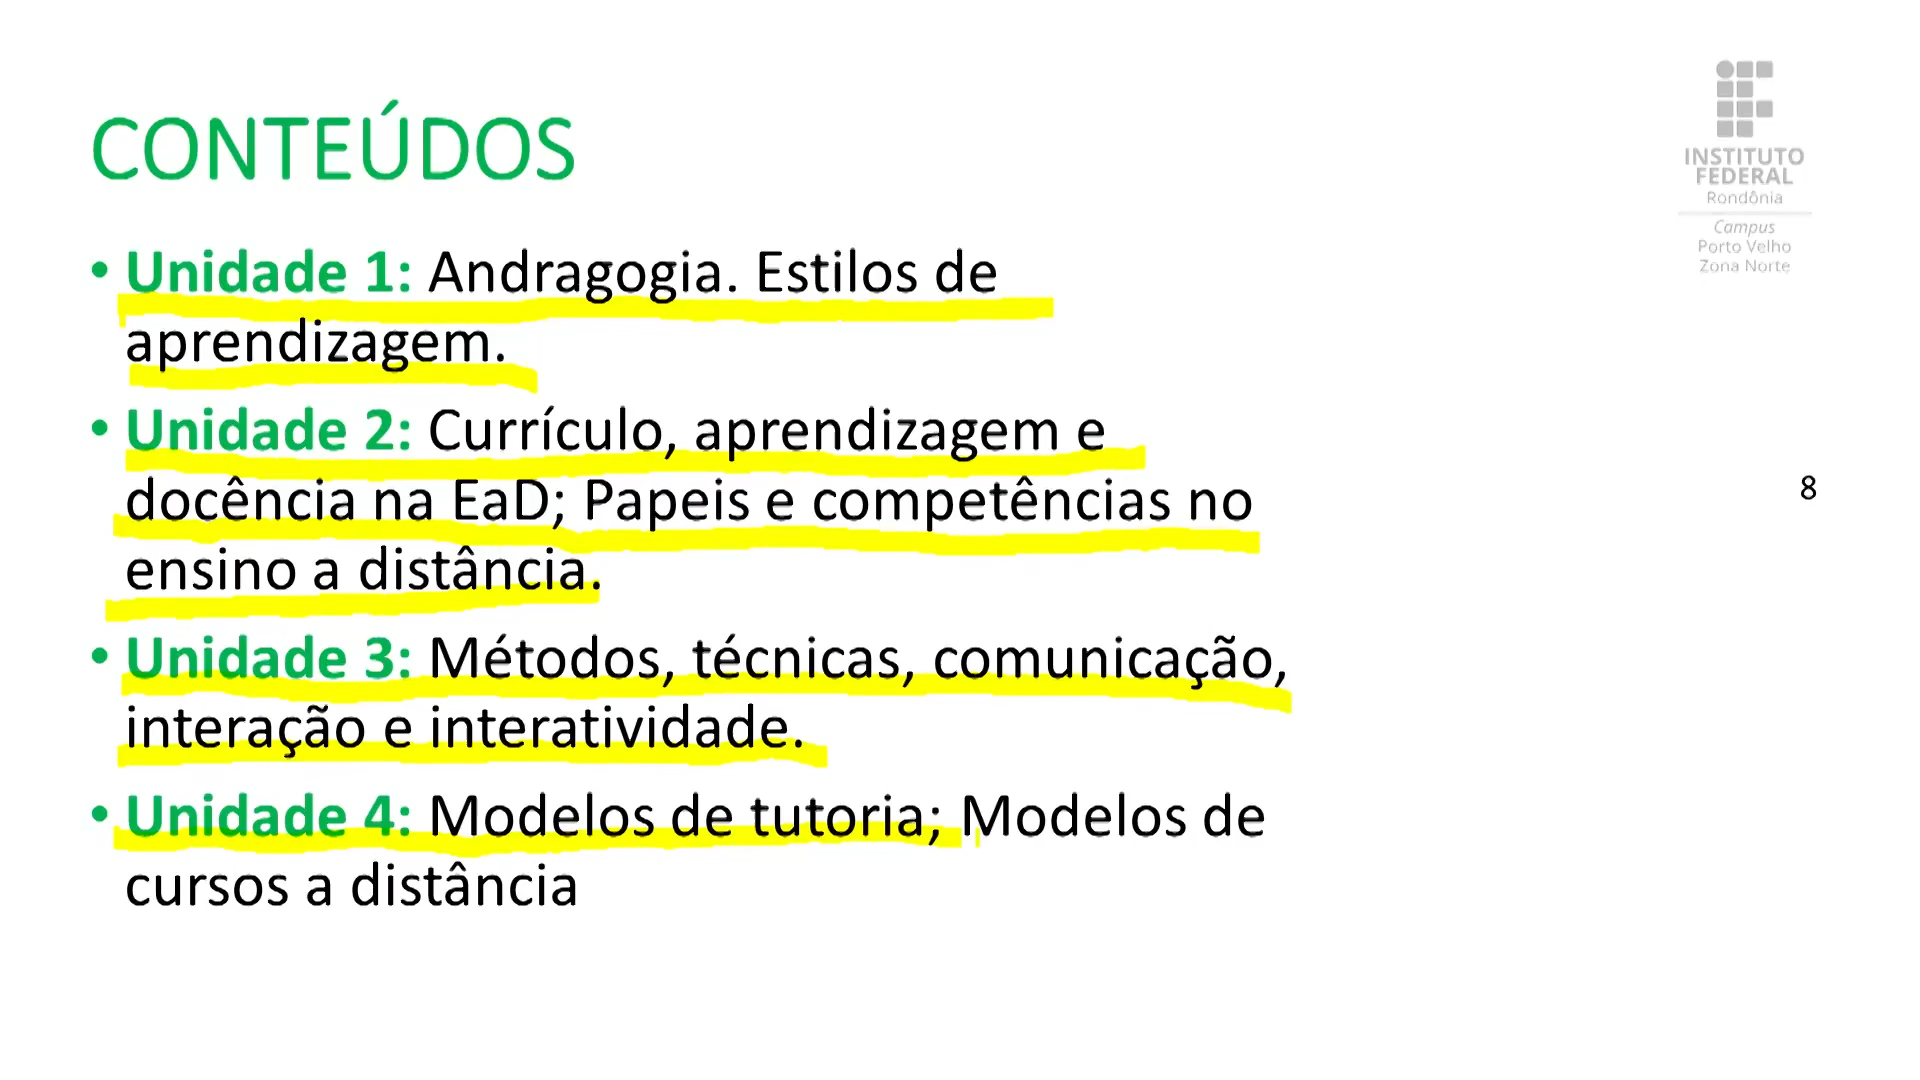 CONTEÚDOS
INSTITUTO
FEDERAL
Rondônia
Campus
Porto Velho
Zona Norte
• Unidade 1: Andragogia. Estilos de
aprendizagem.
• Unidade 2: Currículo, aprendizagem e
docência na EaD; Papeis e competências no
ensino a distância.
8
• Unidade 3: Métodos, técnicas, comunicação,
interação e interatividade.
• Unidade 4: Modelos de tutoria; Modelos de
cursos a distância